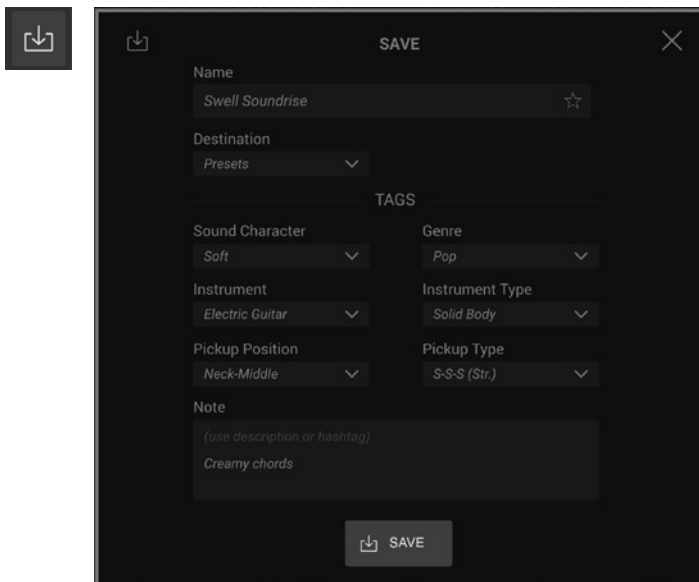 SAVE
Name
Swell Soundrise
Destination
Presets
TAGS
Sound Character Genre
Soft Pop
Instrument Instrument Type
Electric Guitar Solid Body
Pickup Position Pickup Type
Neck-Middle S-S-S (Str.)
Note
(use description or hashtag)
Creamy chords
SAVE